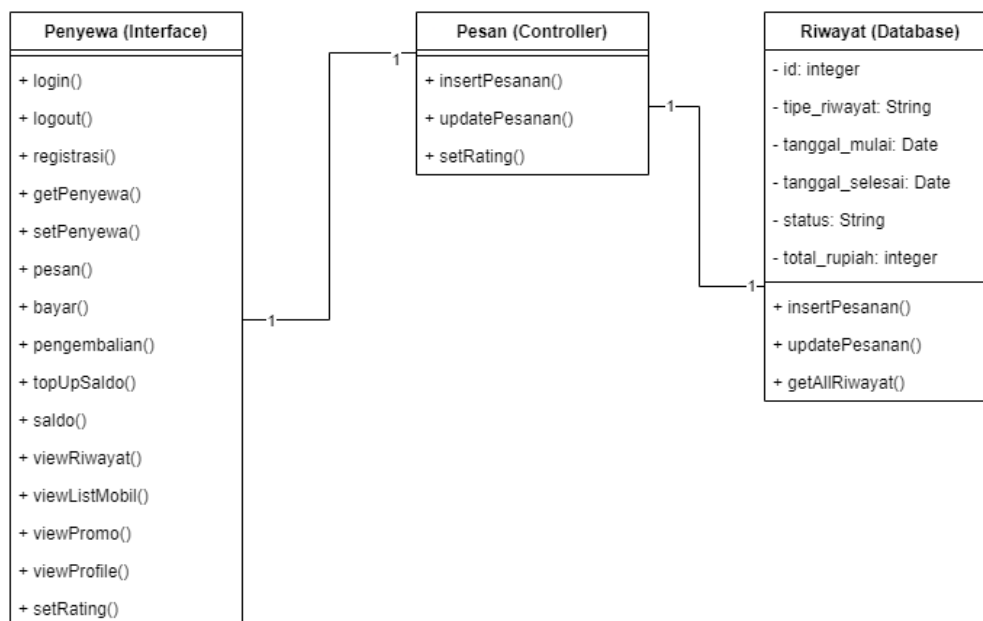 Penyewa (Interface)
+ login()
+ logout()
+ registrasi()
+ getPenyewa()
+ setPenyewa()
+ pesan()
+ bayar()
+ pengembalian()
+ topUpSaldo()
+ saldo()
+ viewRiwayat()
+ viewListMobil()
+ viewPromo()
+ viewProfile()
+ setRating()
1
1
Pesan (Controller)
+ insertPesanan()
+ updatePesanan()
+ setRating()
1
1
Riwayat (Database)
- id: integer
- tipe_riwayat: String
- tanggal_mulai: Date
- tanggal_selesai: Date
- status: String
- total_rupiah: integer
+ insertPesanan()
+ updatePesanan()
+ getAllRiwayat()